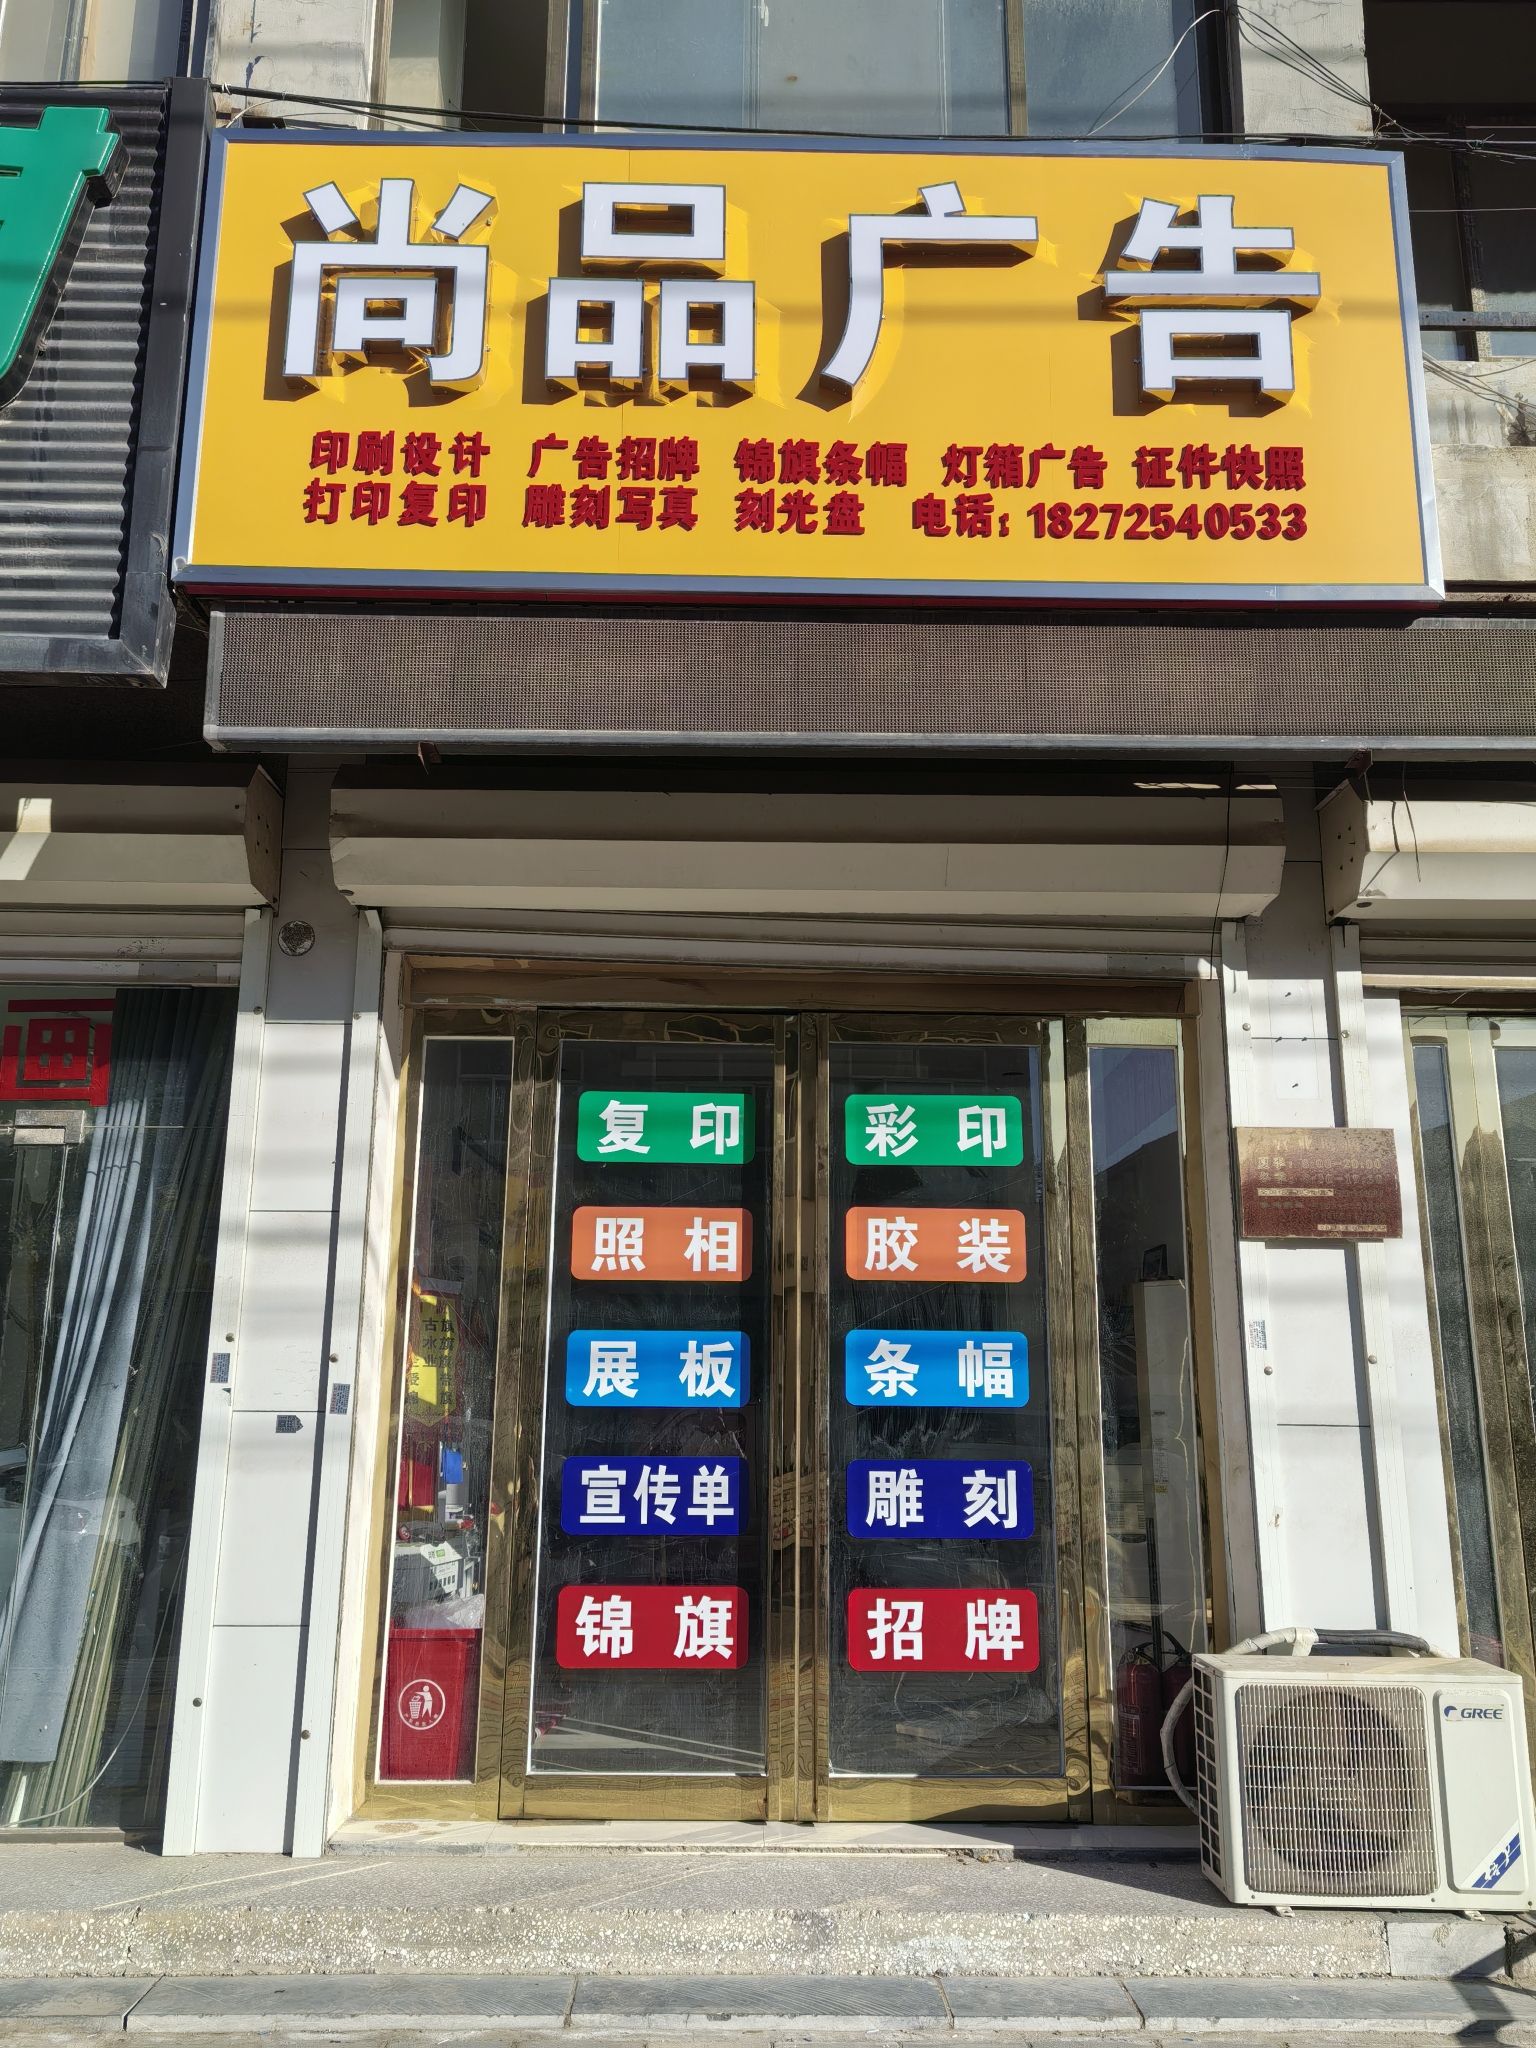 尚品广告
印刷设计 广告招牌 锦旗条幅 灯箱广告 证件快照
打印复印 雕刻写真 刻光盘 电话：18272540533
复印 彩印
照相 胶装
展板 条幅
宣传单 雕刻
锦旗 招牌
GREE